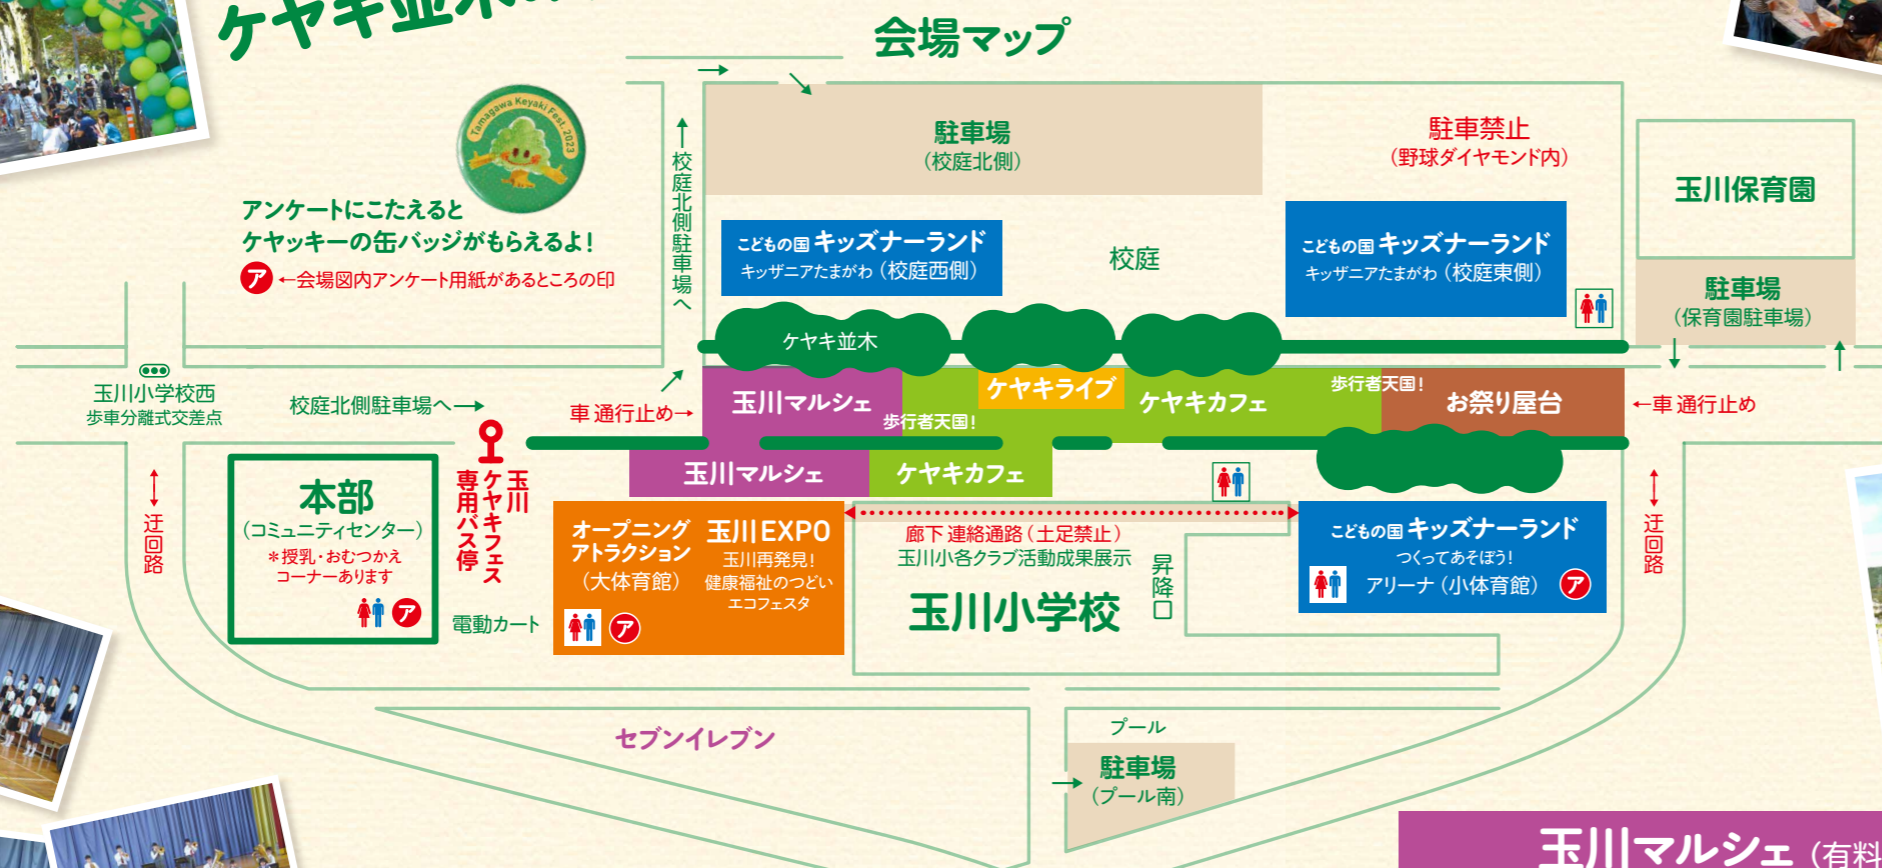 ケヤキ並木
会場マップ
Tamagawa Keyaki Fest. 2023
アンケートにこたえると
ケヤッキーの缶バッジがもらえるよ！
ア ←会場図内アンケート用紙があるところの印
↑校庭北側駐車場へ
駐車場
（校庭北側）
駐車禁止
（野球ダイヤモンド内）
玉川保育園
駐車場
（保育園駐車場）
こどもの国 キッズナーランド
キッザニアたまがわ（校庭西側）
校庭
こどもの国 キッズナーランド
キッザニアたまがわ（校庭東側）
ケヤキ並木
玉川小学校西
歩車分離式交差点
校庭北側駐車場へ→
車 通行止め→
玉川マルシェ
歩行者天国！
ケヤキライブ
ケヤキカフェ
歩行者天国！
お祭り屋台
←車 通行止め
玉川マルシェ
ケヤキカフェ
←→迂回路
本部
（コミュニティセンター）
＊授乳・おむつかえ
コーナーあります
ア
玉川
ケヤキフェス
専用バス停
電動カート
オープニング
アトラクション
（大体育館）
ア
玉川EXPO
玉川再発見！
健康福祉のつどい
エコフェスタ
廊下 連絡通路（土足禁止）
玉川小各クラブ活動成果展示
昇降口
玉川小学校
こどもの国 キッズナーランド
つくってあそぼう！
アリーナ（小体育館）
ア
←→迂回路
セブンイレブン
プール
駐車場
（プール南）
玉川マルシェ（有料